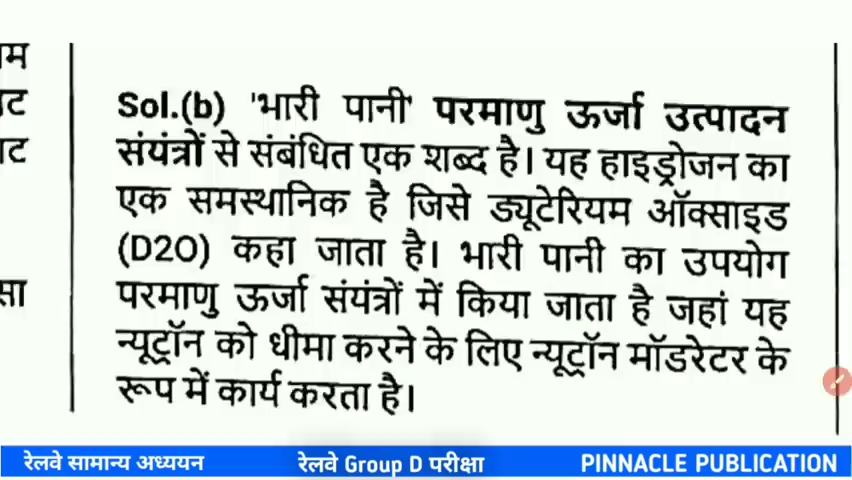 म
ाट
ाट
सा
Sol.(b) 'भारी पानी' परमाणु ऊर्जा उत्पादन
संयंत्रों से संबंधित एक शब्द है। यह हाइड्रोजन का
एक समस्थानिक है जिसे ड्यूटेरियम ऑक्साइड
(D2O) कहा जाता है। भारी पानी का उपयोग
परमाणु ऊर्जा संयंत्रों में किया जाता है जहां यह
न्यूट्रॉन को धीमा करने के लिए न्यूट्रॉन मॉडरेटर के
रूप में कार्य करता है।
रेलवे सामान्य अध्ययन
रेलवे Group D परीक्षा
PINNACLE PUBLICATION